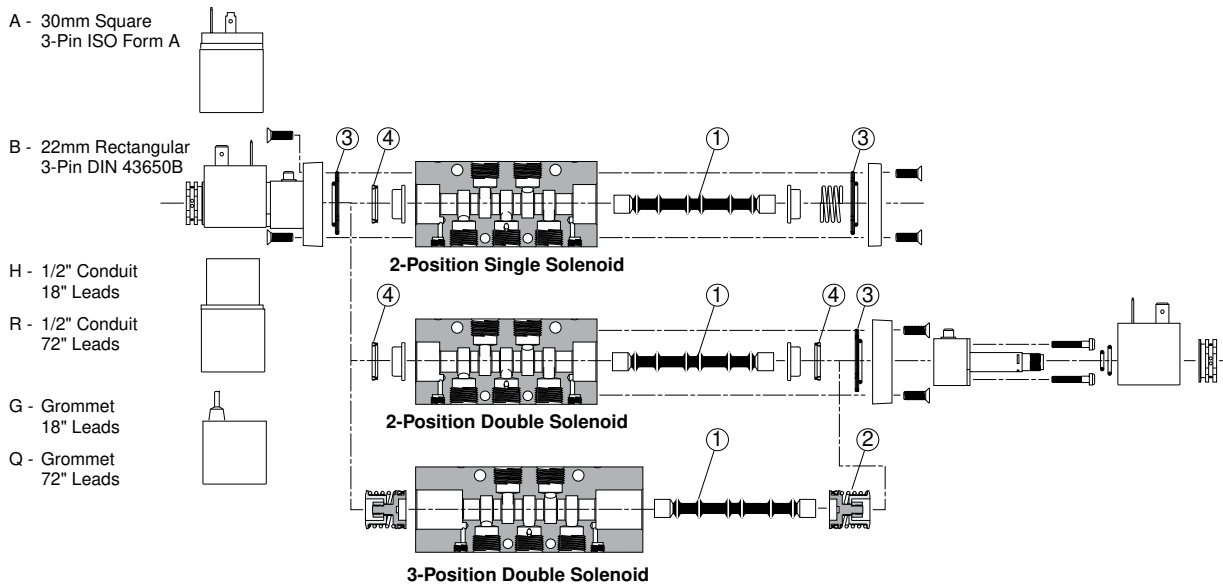 A - 30mm Square
3-Pin ISO Form A
B - 22mm Rectangular
3-Pin DIN 43650B
3
4
1
3
2-Position Single Solenoid
H - 1/2" Conduit
18" Leads
R - 1/2" Conduit
72" Leads
4
1
4
3
2-Position Double Solenoid
G - Grommet
18" Leads
Q - Grommet
72" Leads
1
2
3-Position Double Solenoid